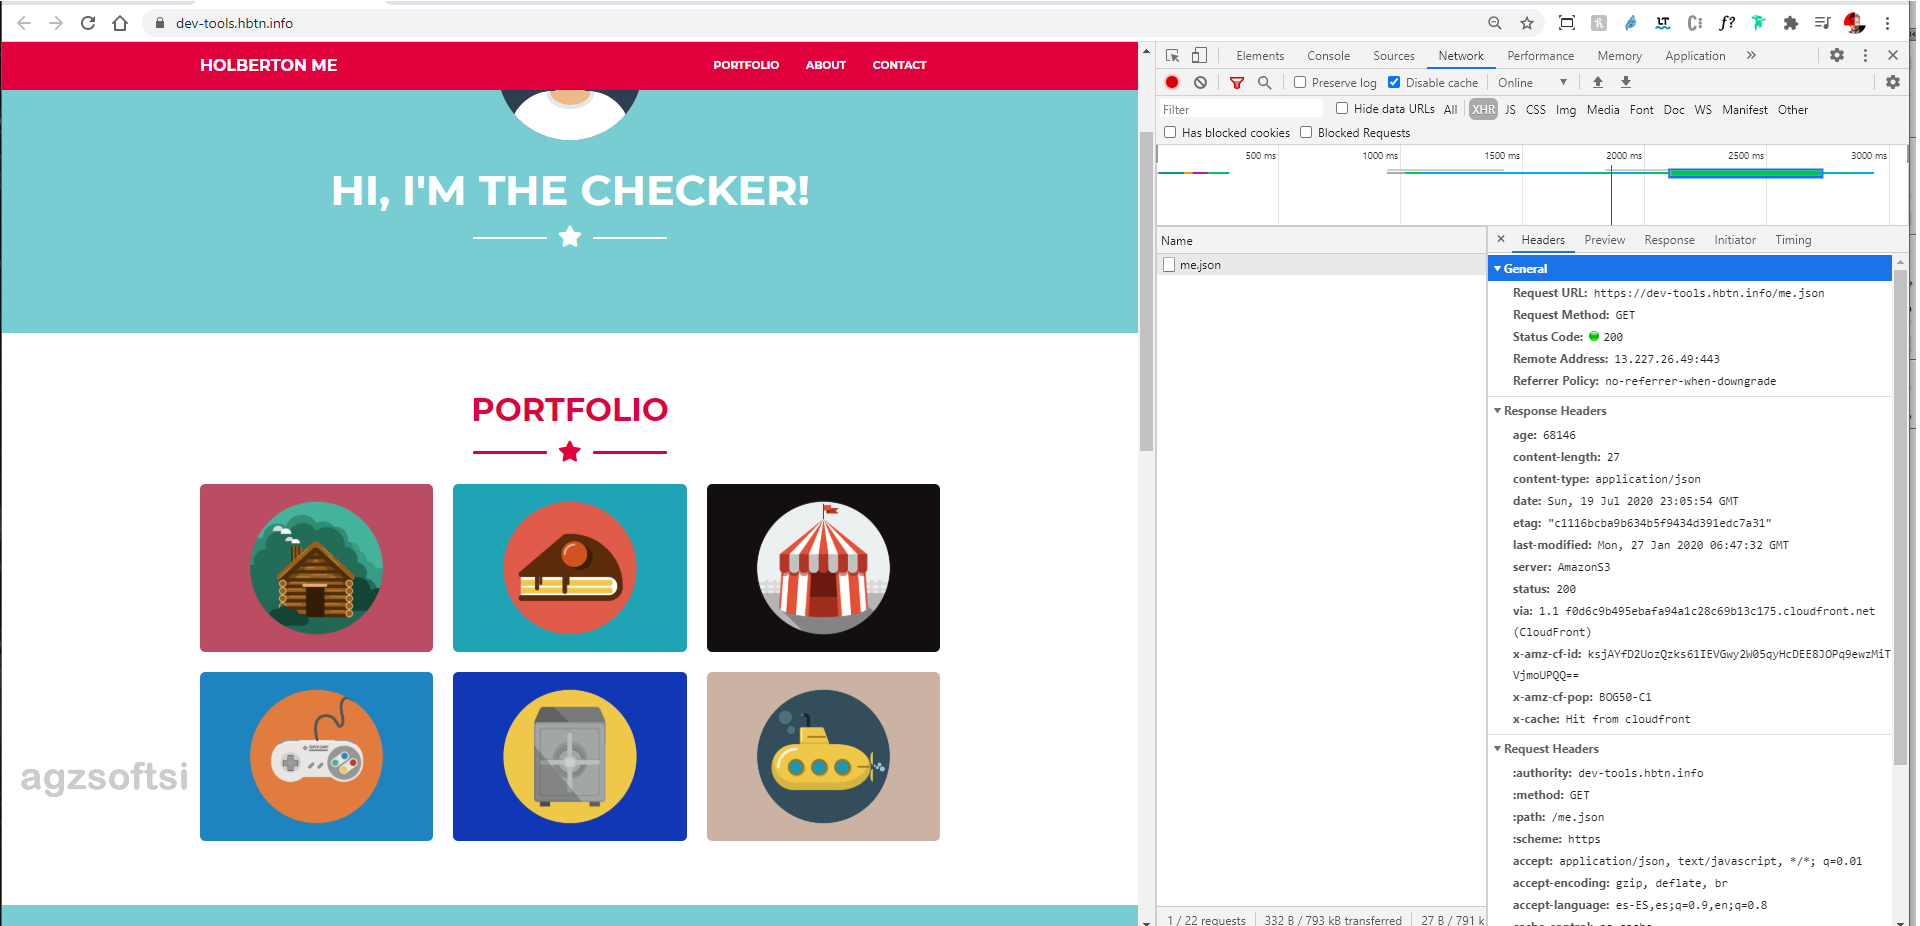 dev-tools.hbtn.info
HOLBERTON ME
PORTFOLIO ABOUT CONTACT
HI, I'M THE CHECKER!
PORTFOLIO
SUPER GAME
agzsoftsi
Elements Console Sources Network Performance Memory Application »
Preserve log Disable cache Online
Filter Hide data URLs All XHR JS CSS Img Media Font Doc WS Manifest Other
Has blocked cookies Blocked Requests
500 ms 1000 ms 1500 ms 2000 ms 2500 ms 3000 ms
Name
me.json
× Headers Preview Response Initiator Timing
General
Request URL: https://dev-tools.hbtn.info/me.json
Request Method: GET
Status Code: 200
Remote Address: 13.227.26.49:443
Referrer Policy: no-referrer-when-downgrade
Response Headers
age: 68146
content-length: 27
content-type: application/json
date: Sun, 19 Jul 2020 23:05:54 GMT
etag: "c1116bcba9b634b5f9434d391edc7a31"
last-modified: Mon, 27 Jan 2020 06:47:32 GMT
server: AmazonS3
status: 200
via: 1.1 f0d6c9b495ebafa94a1c28c69b13c175.cloudfront.net
(CloudFront)
x-amz-cf-id: ksjAYfD2UozQzks61IEVGwy2W05qyHcDEE8JOPq9ewzMiT
VjmoUPQQ==
x-amz-cf-pop: BOG50-C1
x-cache: Hit from cloudfront
Request Headers
:authority: dev-tools.hbtn.info
:method: GET
:path: /me.json
:scheme: https
accept: application/json, text/javascript, */*; q=0.01
accept-encoding: gzip, deflate, br
accept-language: es-ES,es;q=0.9,en;q=0.8
1 / 22 requests 332 B / 793 kB transferred 27 B / 791 k